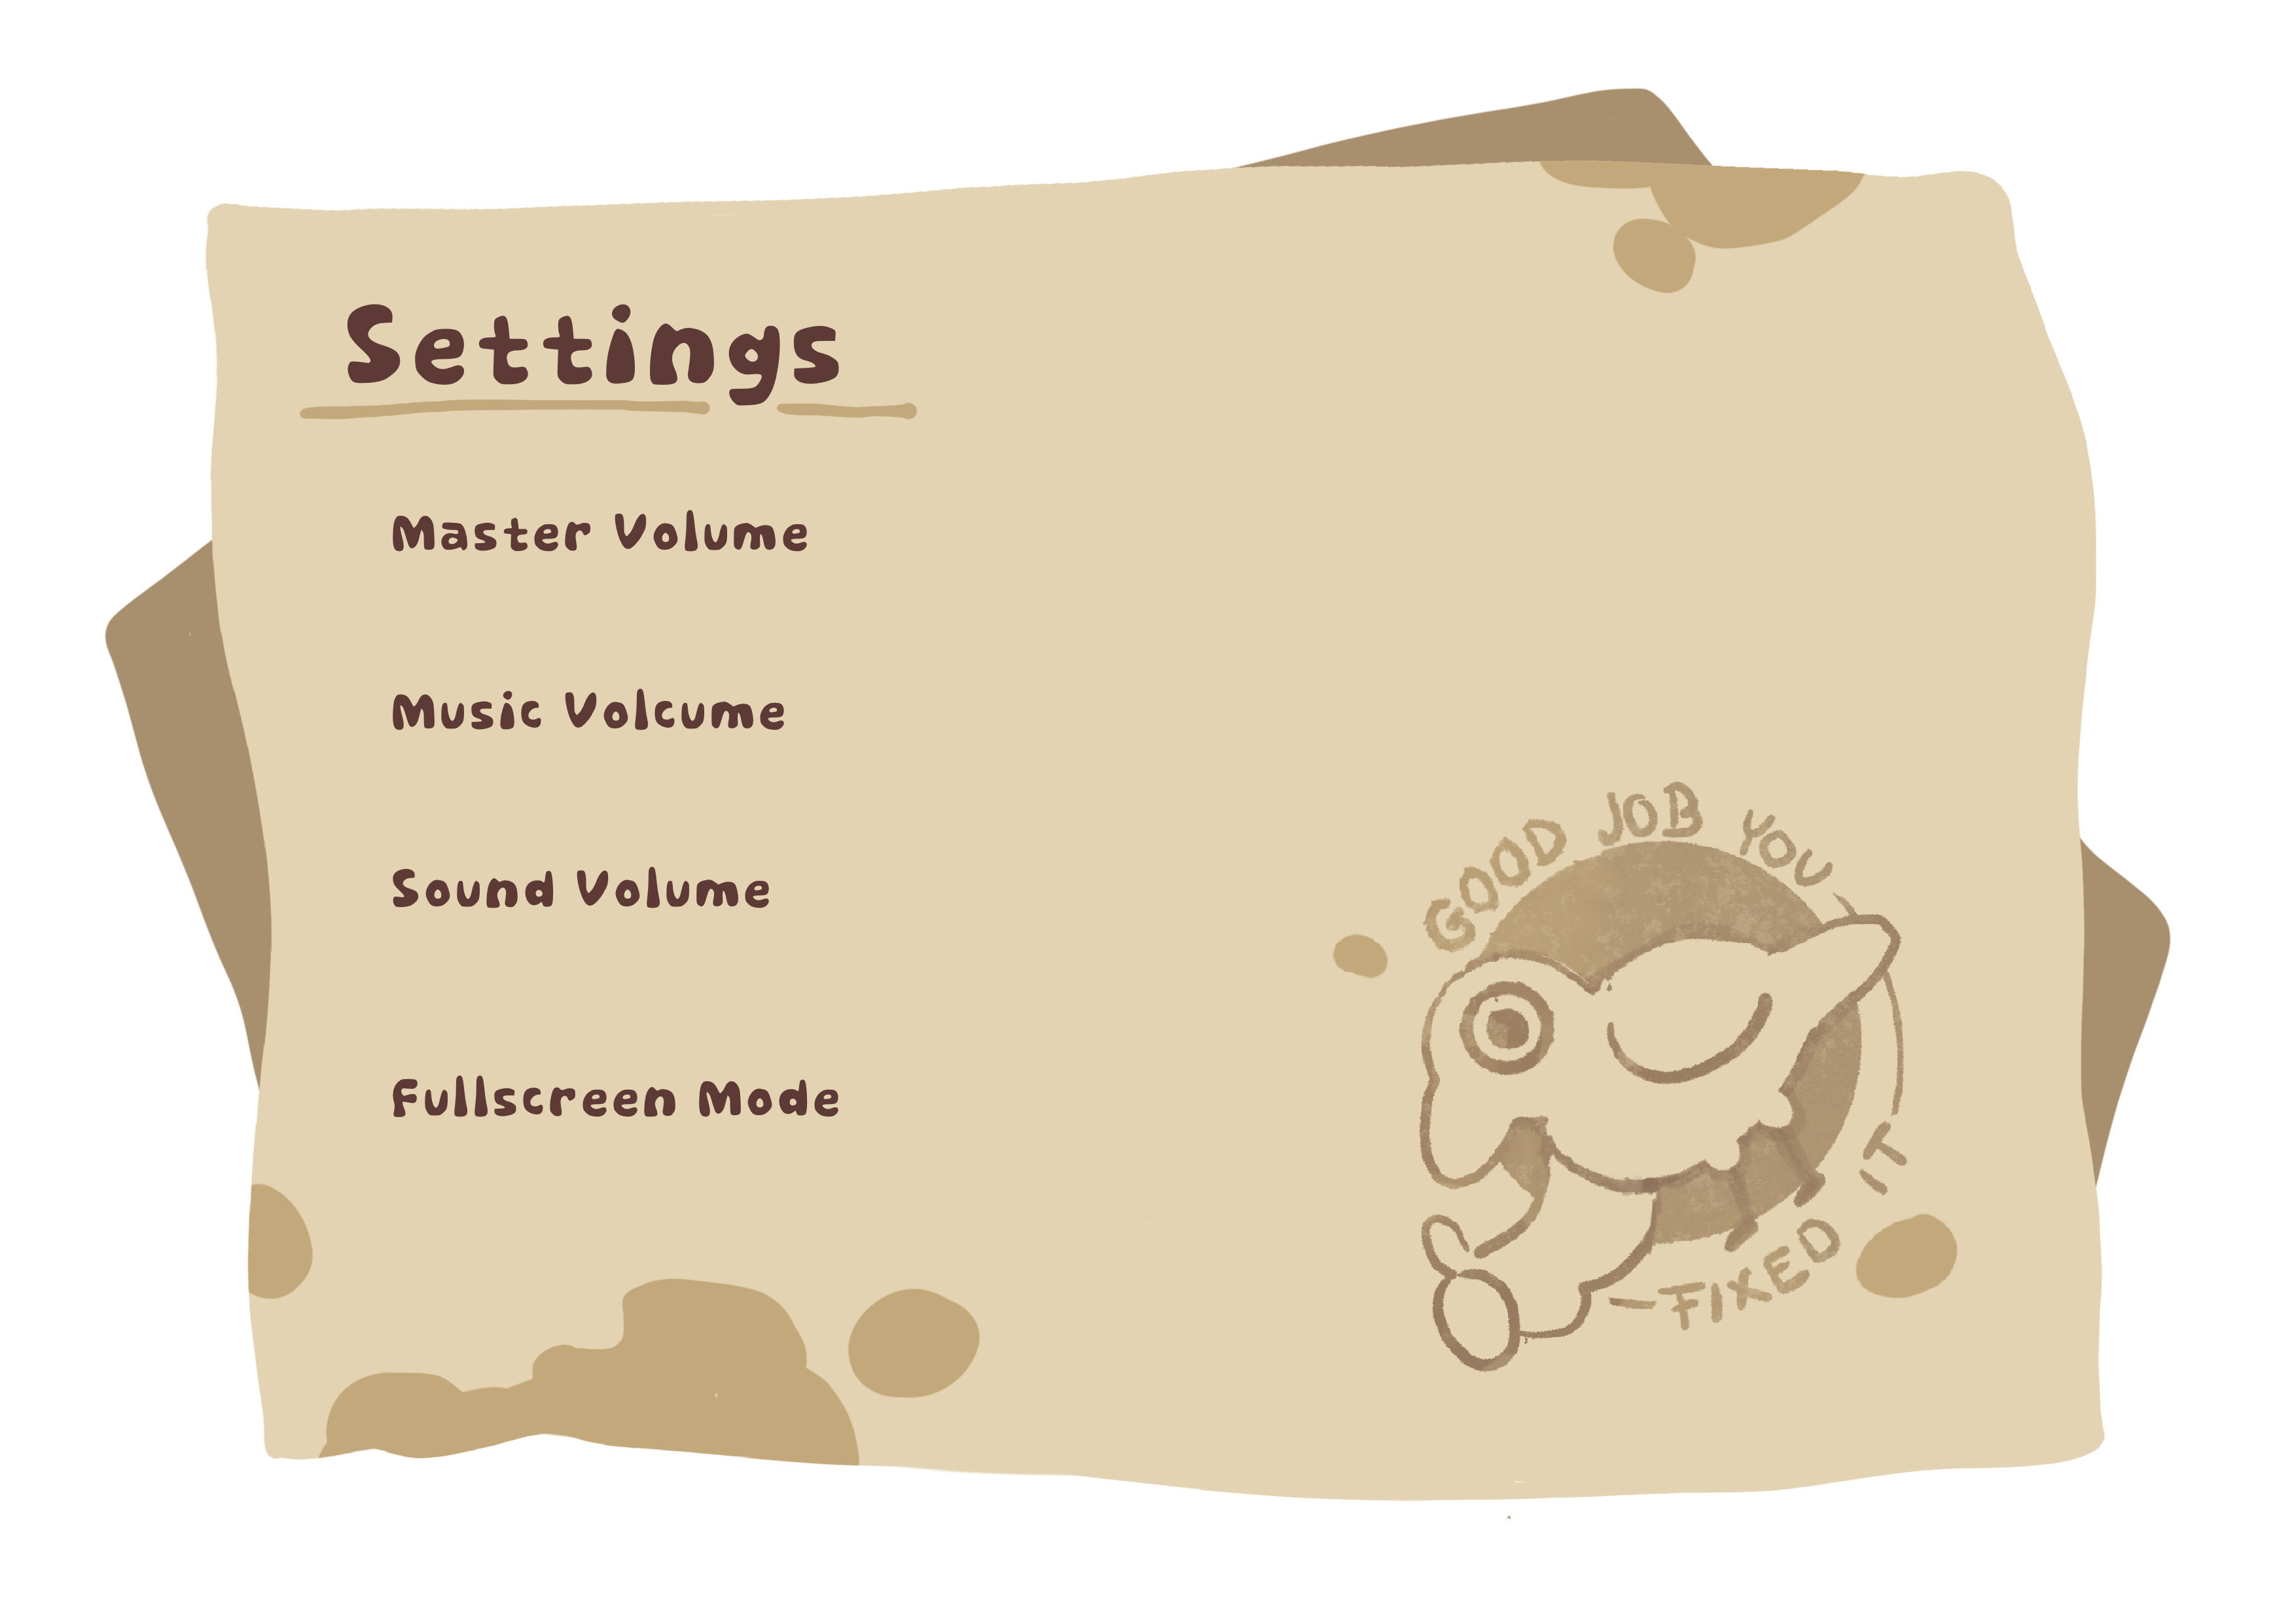 Settings
Master Volume
Music Volcume
Sound Volume
Fullscreen Mode
GOOD JOB YOU
FIXED IT